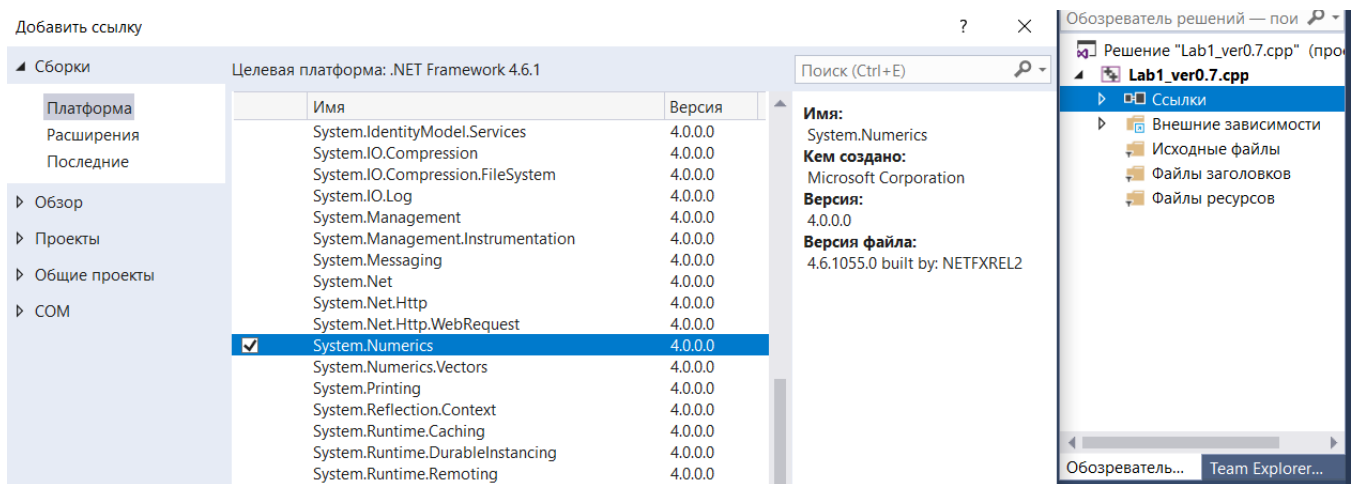 Добавить ссылку
?
Сборки
Платформа
Расширения
Последние
Обзор
Проекты
Общие проекты
COM
Целевая платформа: .NET Framework 4.6.1
Имя Версия
System.IdentityModel.Services 4.0.0.0
System.IO.Compression 4.0.0.0
System.IO.Compression.FileSystem 4.0.0.0
System.IO.Log 4.0.0.0
System.Management 4.0.0.0
System.Management.Instrumentation 4.0.0.0
System.Messaging 4.0.0.0
System.Net 4.0.0.0
System.Net.Http 4.0.0.0
System.Net.Http.WebRequest 4.0.0.0
System.Numerics 4.0.0.0
System.Numerics.Vectors 4.0.0.0
System.Printing 4.0.0.0
System.Reflection.Context 4.0.0.0
System.Runtime.Caching 4.0.0.0
System.Runtime.DurableInstancing 4.0.0.0
System.Runtime.Remoting 4.0.0.0
Поиск (Ctrl+E)
Имя:
System.Numerics
Кем создано:
Microsoft Corporation
Версия:
4.0.0.0
Версия файла:
4.6.1055.0 built by: NETFXREL2
Обозреватель решений — пои
Решение "Lab1_ver0.7.cpp" (прое
Lab1_ver0.7.cpp
Ссылки
Внешние зависимости
Исходные файлы
Файлы заголовков
Файлы ресурсов
Обозреватель... Team Explorer...